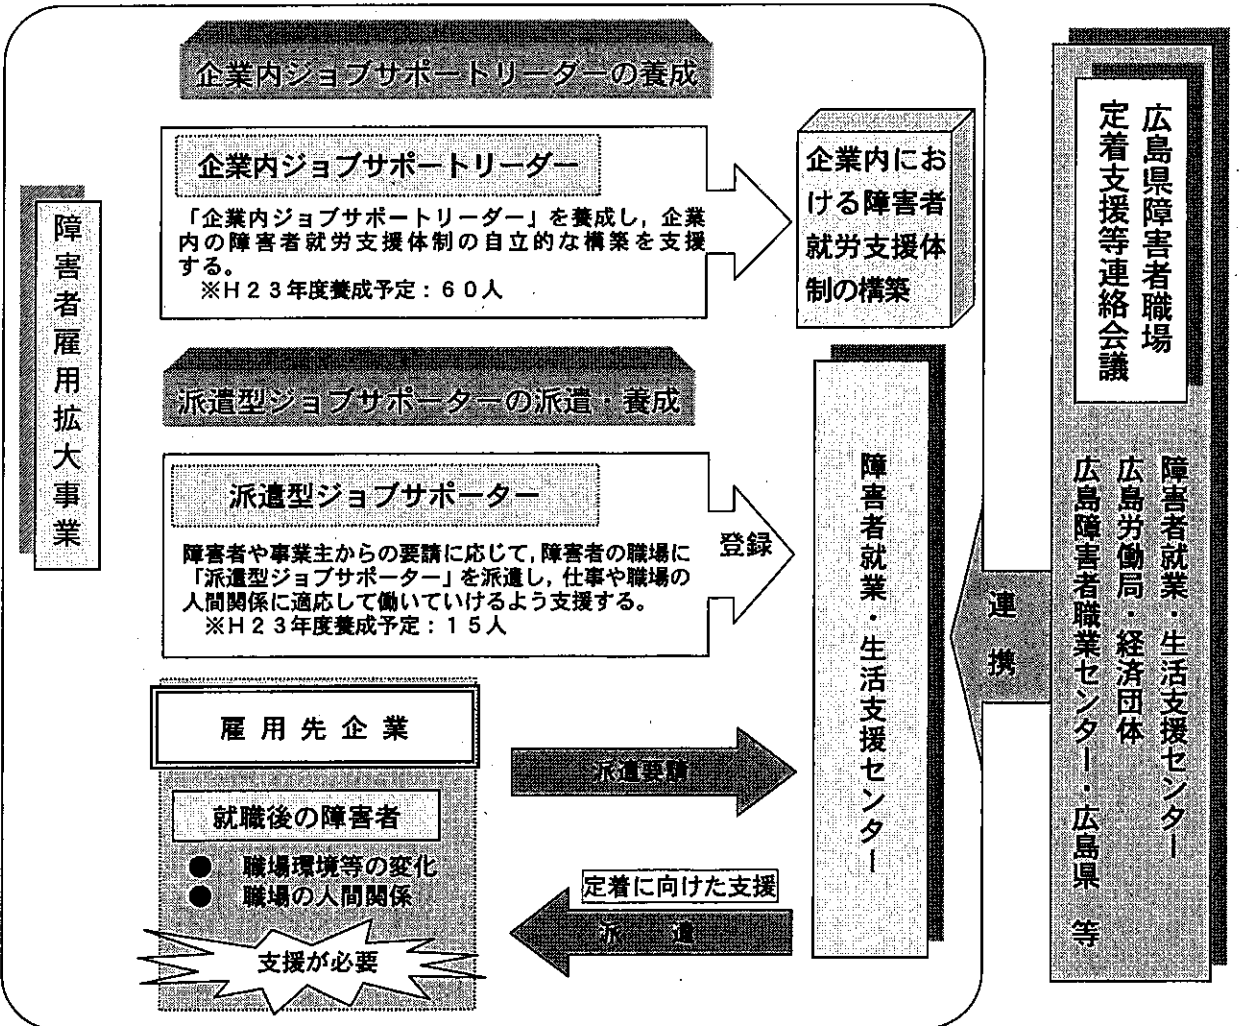 障害者雇用拡大事業
企業内ジョブサポートリーダーの養成
企業内ジョブサポートリーダー
「企業内ジョブサポートリーダー」を養成し,企業
内の障害者就労支援体制の自立的な構築を支援
する。
※H23年度養成予定:60人
企業内にお
ける障害者
就労支援体
制の構築
派遣型ジョブサポーターの派遣・養成
派遣型ジョブサポーター
障害者や事業主からの要請に応じて,障害者の職場に
「派遣型ジョブサポーター」を派遣し,仕事や職場の
人間関係に適応して働いていけるよう支援する。
※H23年度養成予定:15人
登録
障害者就業・生活支援センター
雇用先企業
就職後の障害者
● 職場環境等の変化
● 職場の人間関係
支援が必要
派遣要請
定着に向けた支援
派遣
連携
広島県障害者職場
定着支援等連絡会議
障害者就業・生活支援センター
広島労働局・経済団体
広島障害者職業センター・広島県 等